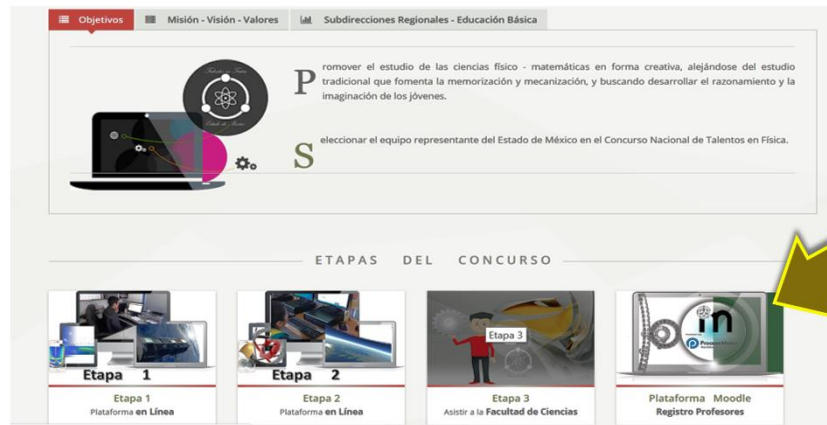 Objetivos
Misión - Visión - Valores
Subdirecciones Regionales - Educación Básica
Promover el estudio de las ciencias físico - matemáticas en forma creativa, alejándose del estudio
tradicional que fomenta la memorización y mecanización, y buscando desarrollar el razonamiento y la
imaginación de los jóvenes.
Seleccionar el equipo representante del Estado de México en el Concurso Nacional de Talentos en Física.
ETAPAS DEL CONCURSO
Etapa 1
Etapa 2
Etapa 3
in
Etapa 1
Plataforma en Línea
Etapa 2
Plataforma en Línea
Etapa 3
Asistir a la Facultad de Ciencias
Plataforma Moodle
Registro Profesores